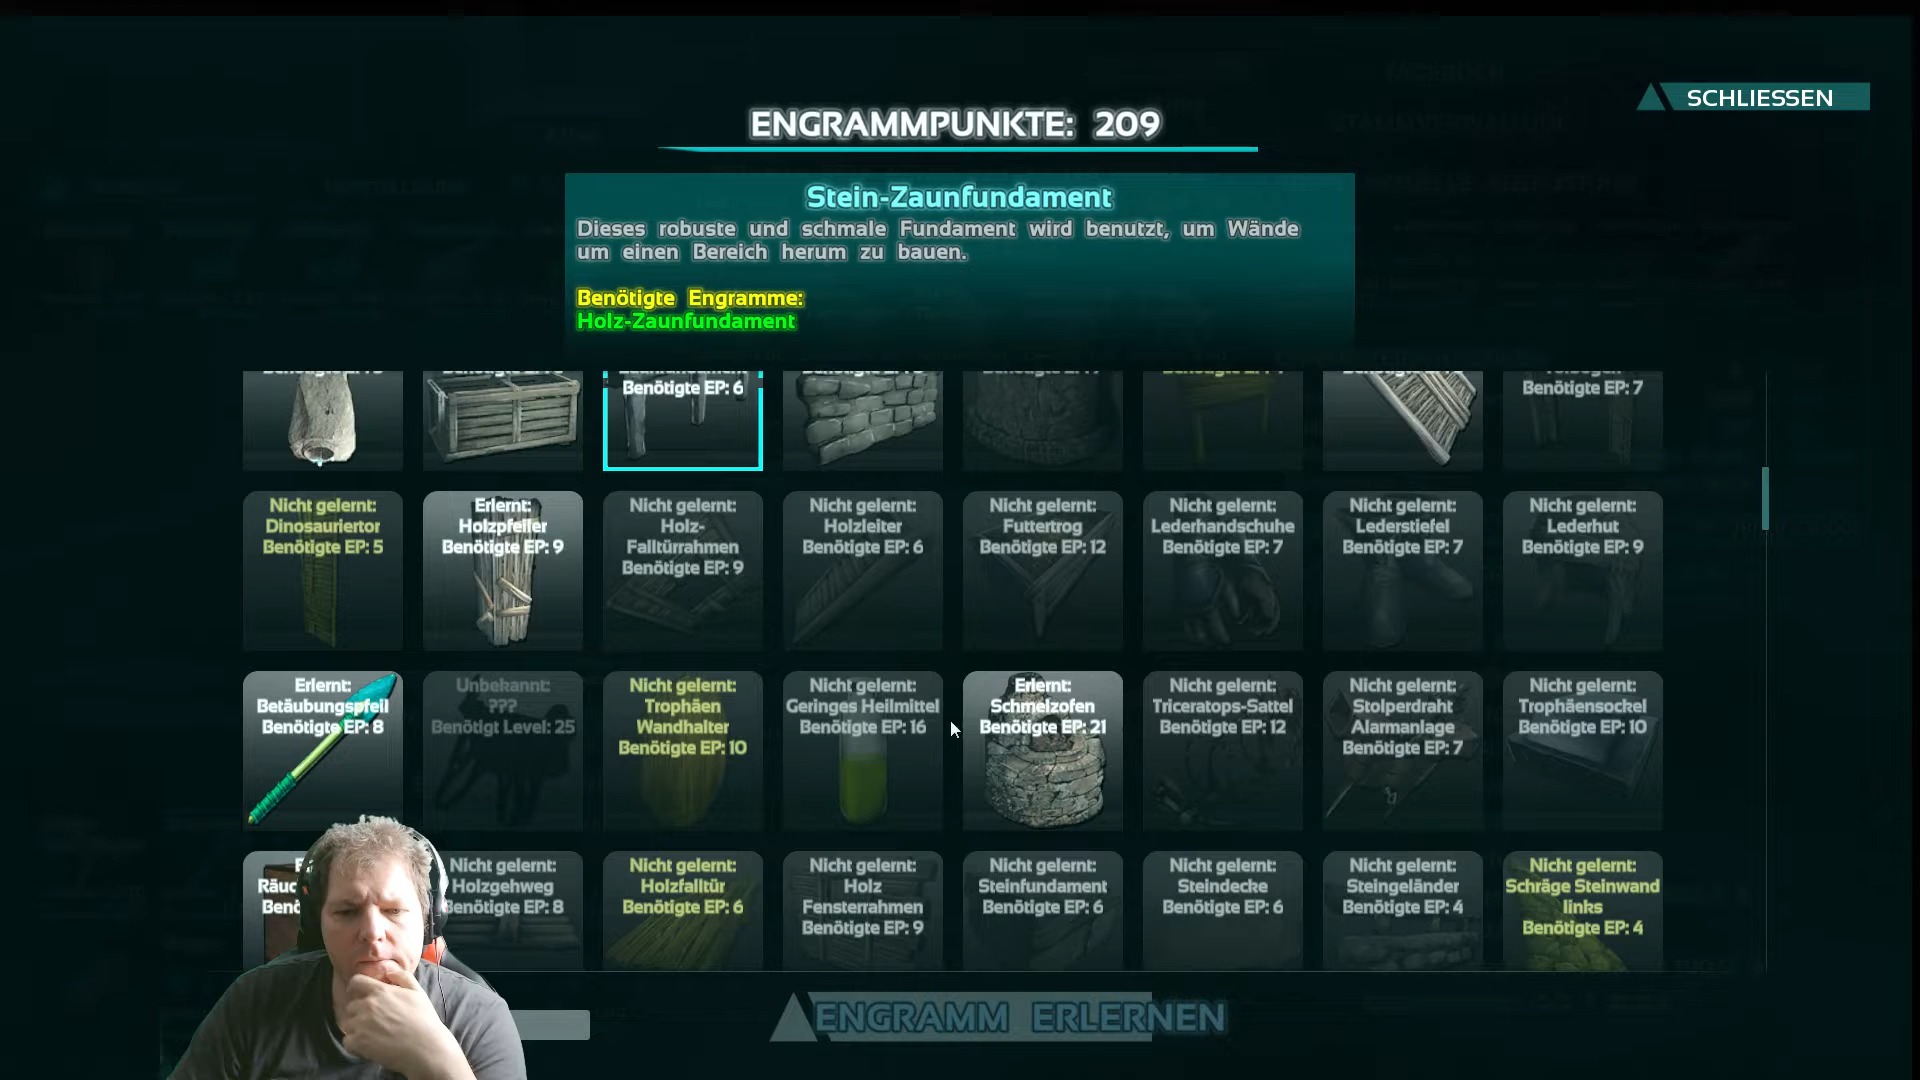 SCHLIESSEN
ENGRAMMPUNKTE: 209
Stein-Zaunfundament
Dieses robuste und schmale Fundament wird benutzt, um Wände
um einen Bereich herum zu bauen.
Benötigte Engramme:
Holz-Zaunfundament
Benötigte EP: 6
Benötigte EP: 7
Nicht gelernt:
Dinosauriertor
Benötigte EP: 5
Erlernt:
Holzpfeiler
Benötigte EP: 9
Nicht gelernt:
Holz-
Falltürrahmen
Benötigte EP: 9
Nicht gelernt:
Holzleiter
Benötigte EP: 6
Nicht gelernt:
Futtertrog
Benötigte EP: 12
Nicht gelernt:
Lederhandschuhe
Benötigte EP: 7
Nicht gelernt:
Lederstiefel
Benötigte EP: 7
Nicht gelernt:
Lederhut
Benötigte EP: 9
Erlernt:
Betäubungspfeil
Benötigte EP: 8
Unbekannt:
???
Benötigt Level: 25
Nicht gelernt:
Trophäen
Wandhalter
Benötigte EP: 10
Nicht gelernt:
Geringes Heilmittel
Benötigte EP: 16
Erlernt:
Schmelzofen
Benötigte EP: 21
Nicht gelernt:
Triceratops-Sattel
Benötigte EP: 12
Nicht gelernt:
Stolperdraht
Alarmanlage
Benötigte EP: 7
Nicht gelernt:
Trophäensockel
Benötigte EP: 10
Nicht gelernt:
Holzgehweg
Benötigte EP: 8
Nicht gelernt:
Holzfalltür
Benötigte EP: 6
Nicht gelernt:
Holz
Fensterrahmen
Benötigte EP: 9
Nicht gelernt:
Steinfundament
Benötigte EP: 6
Nicht gelernt:
Steindecke
Benötigte EP: 6
Nicht gelernt:
Steingeländer
Benötigte EP: 4
Nicht gelernt:
Schräge Steinwand
links
Benötigte EP: 4
ENGRAMM ERLERNEN